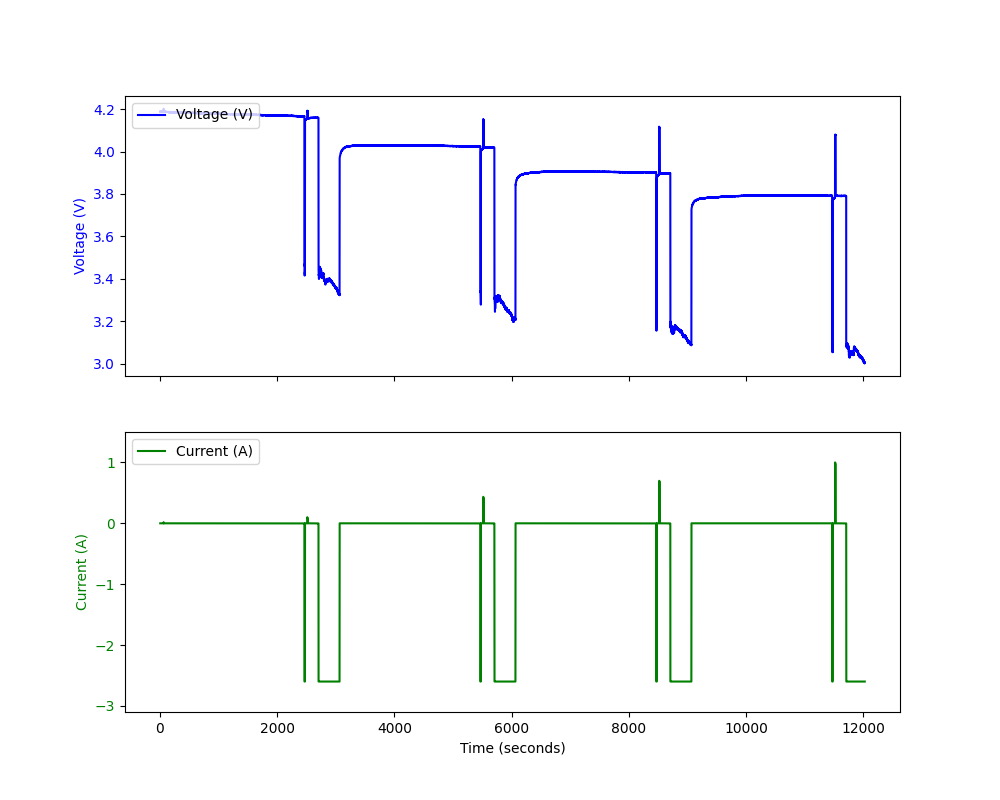 Voltage (V)
4.2
4.0
3.8
3.6
3.4
3.2
3.0
Voltage (V)
Current (A)
1
0
−1
−2
−3
Current (A)
0 2000 4000 6000 8000 10000 12000
Time (seconds)